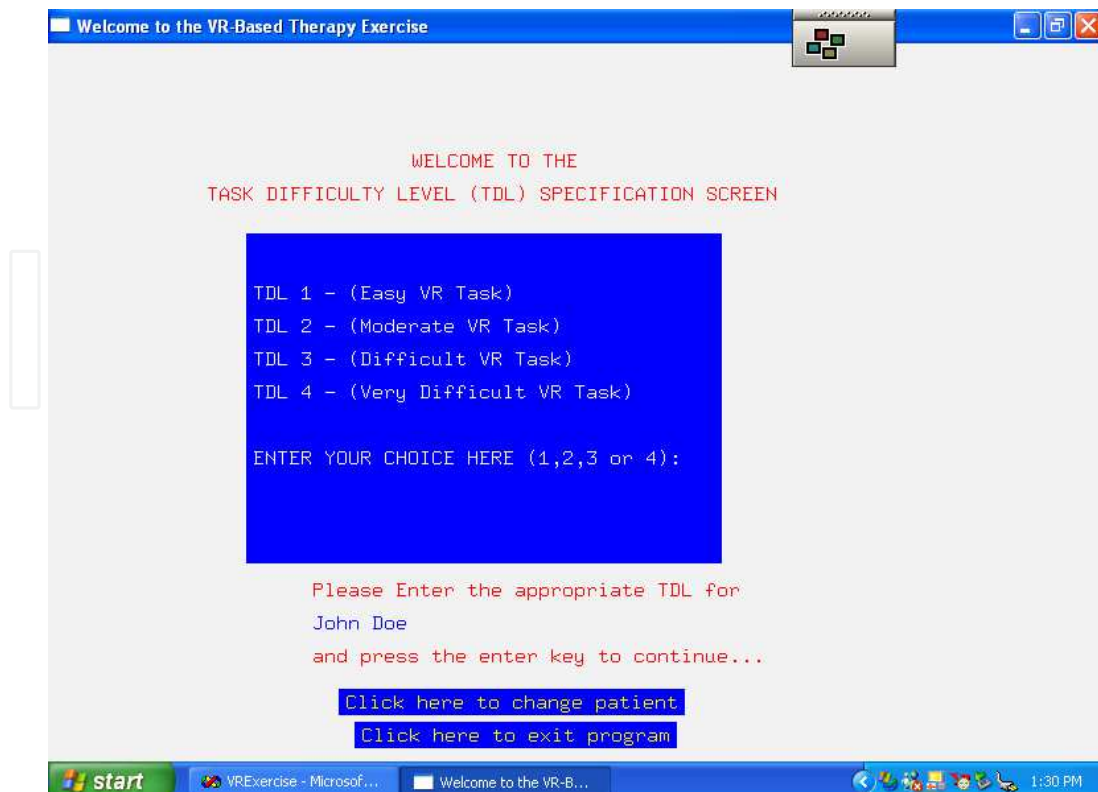 Welcome to the VR-Based Therapy Exercise
WELCOME TO THE
TASK DIFFICULTY LEVEL (TDL) SPECIFICATION SCREEN
TDL 1 - (Easy VR Task)
TDL 2 - (Moderate VR Task)
TDL 3 - (Difficult VR Task)
TDL 4 - (Very Difficult VR Task)
ENTER YOUR CHOICE HERE (1,2,3 or 4):
Please Enter the appropriate TDL for
John Doe
and press the enter key to continue...
Click here to change patient
Click here to exit program
start VRExercise - Microsof... Welcome to the VR-B... 1:30 PM